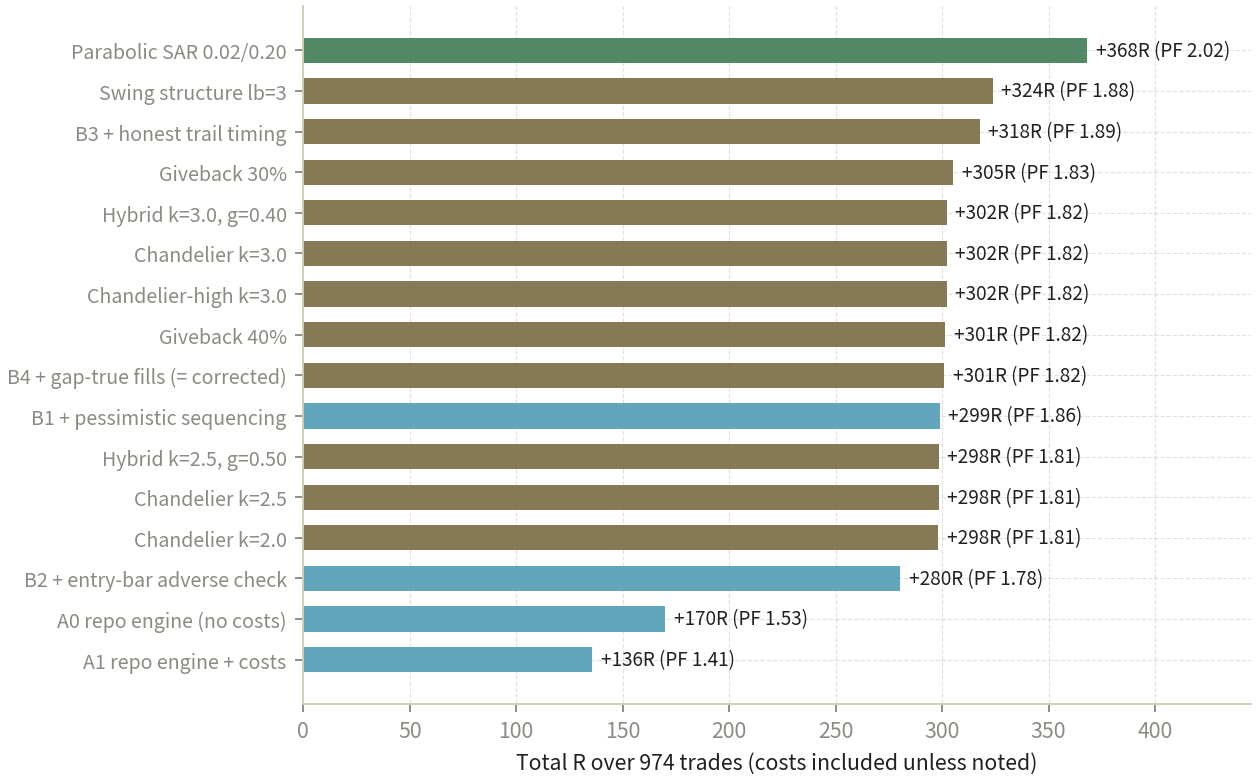 Parabolic SAR 0.02/0.20 +368R (PF 2.02)
Swing structure lb=3 +324R (PF 1.88)
B3 + honest trail timing +318R (PF 1.89)
Giveback 30% +305R (PF 1.83)
Hybrid k=3.0, g=0.40 +302R (PF 1.82)
Chandelier k=3.0 +302R (PF 1.82)
Chandelier-high k=3.0 +302R (PF 1.82)
Giveback 40% +301R (PF 1.82)
B4 + gap-true fills (= corrected) +301R (PF 1.82)
B1 + pessimistic sequencing +299R (PF 1.86)
Hybrid k=2.5, g=0.50 +298R (PF 1.81)
Chandelier k=2.5 +298R (PF 1.81)
Chandelier k=2.0 +298R (PF 1.81)
B2 + entry-bar adverse check +280R (PF 1.78)
A0 repo engine (no costs) +170R (PF 1.53)
A1 repo engine + costs +136R (PF 1.41)
0 50 100 150 200 250 300 350 400
Total R over 974 trades (costs included unless noted)